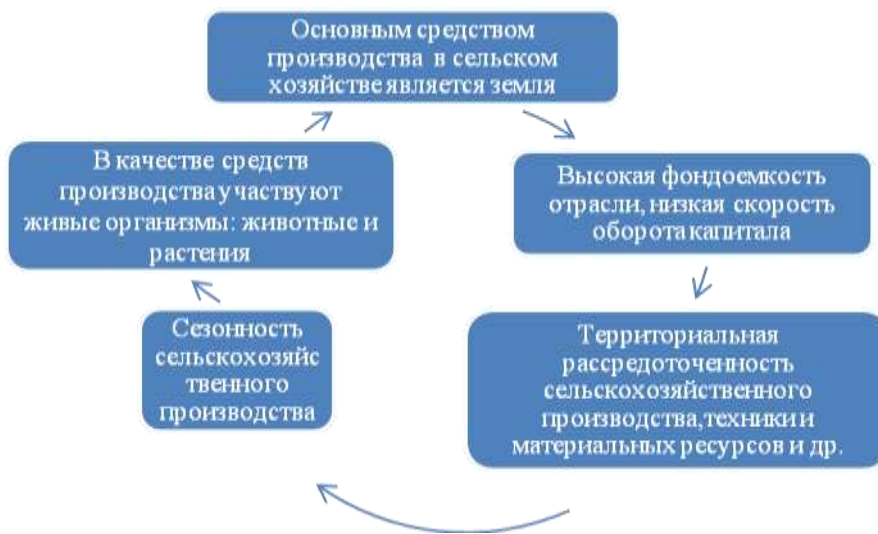 Основным средством
производства в сельском
хозяйстве является земля
Высокая фондоемкость
отрасли, низкая скорость
оборота капитала
Территориальная
рассредоточенность
сельскохозяйственного
производства,техники и
материальных ресурсов и др.
Сезонность
сельскохозяйс
твенного
производства
В качестве средств
производства участвуют
живые организмы: животные и
растения